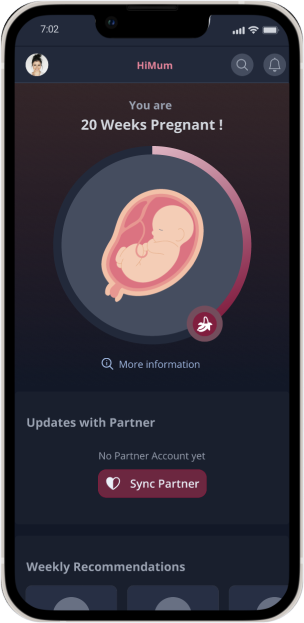 7:02
HiMum
You are
20 Weeks Pregnant !
More information
Updates with Partner
No Partner Account yet
Sync Partner
Weekly Recommendations